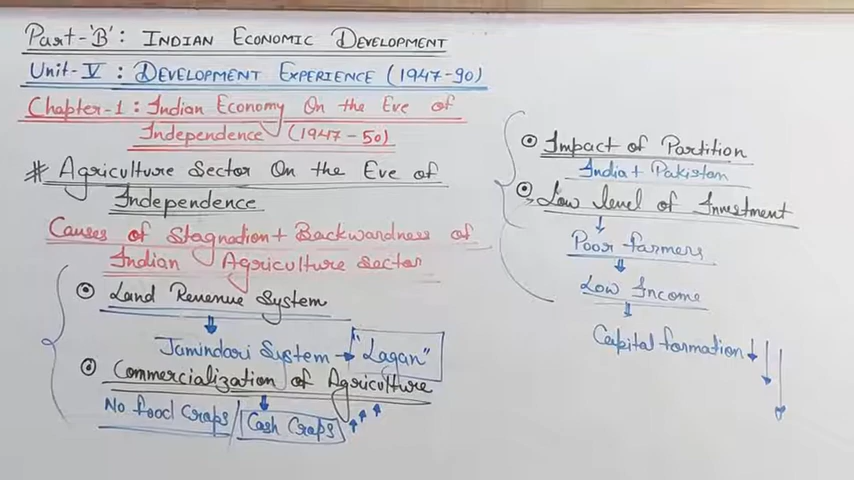 Part-'B' : INDIAN ECONOMIC DEVELOPMENT
Unit-V : DEVELOPMENT EXPERIENCE (1947-90)
Chapter-1 : Indian Economy On the Eve of
Independence (1947-50)
# Agriculture Sector On the Eve of
Independence
Causes of Stagnation + Backwardness of
Indian Agriculture Sector
Land Revenue System
Jamindari System → "Lagan"
Commercialization of Agriculture
No food Craps / Cash Craps
Impact of Partition
India + Pakistan
Low level of Investment
Poor farmers
Low Income
Capital formation ↓